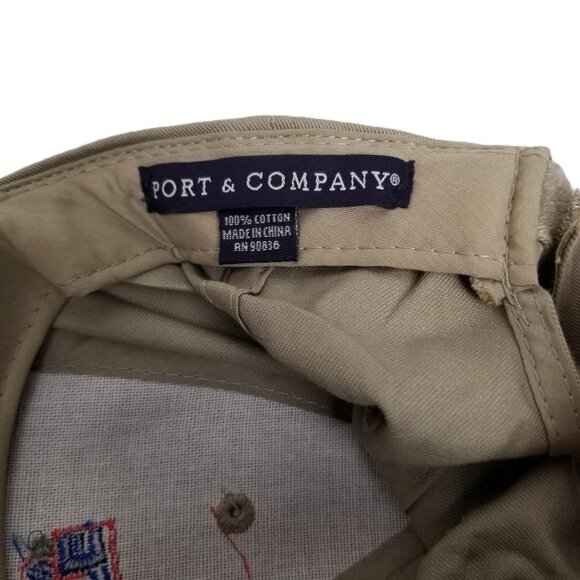 PORT & COMPANY®
100% COTTON
MADE IN CHINA
RN 90836